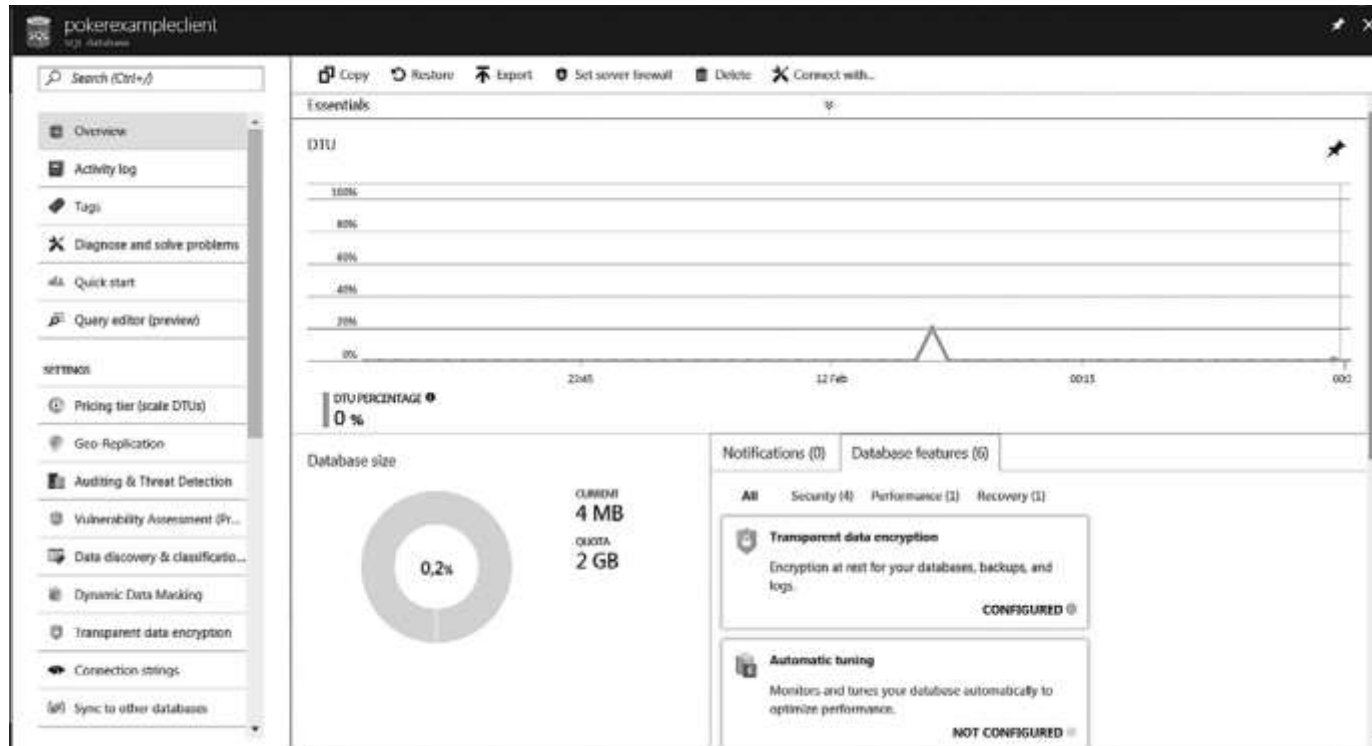 pokerexampleclient
SQL database
Search (Ctrl+/)
Overview
Activity log
Tags
Diagnose and solve problems
Quick start
Query editor (preview)
SETTINGS
Pricing tier (scale DTUs)
Geo-Replication
Auditing & Threat Detection
Vulnerability Assessment (Pr...
Data discovery & classificatio...
Dynamic Data Masking
Transparent data encryption
Connection strings
Sync to other databases
Copy Restore Export Set server firewall Delete Connect with...
Essentials
DTU
100%
80%
60%
40%
20%
0%
23:45 12 Feb 00:15
DTU PERCENTAGE
0 %
Database size
0,2%
CURRENT
4 MB
QUOTA
2 GB
Notifications (0) Database features (6)
All Security (4) Performance (1) Recovery (1)
Transparent data encryption
Encryption at rest for your databases, backups, and
logs.
CONFIGURED
Automatic tuning
Monitors and tunes your database automatically to
optimize performance.
NOT CONFIGURED